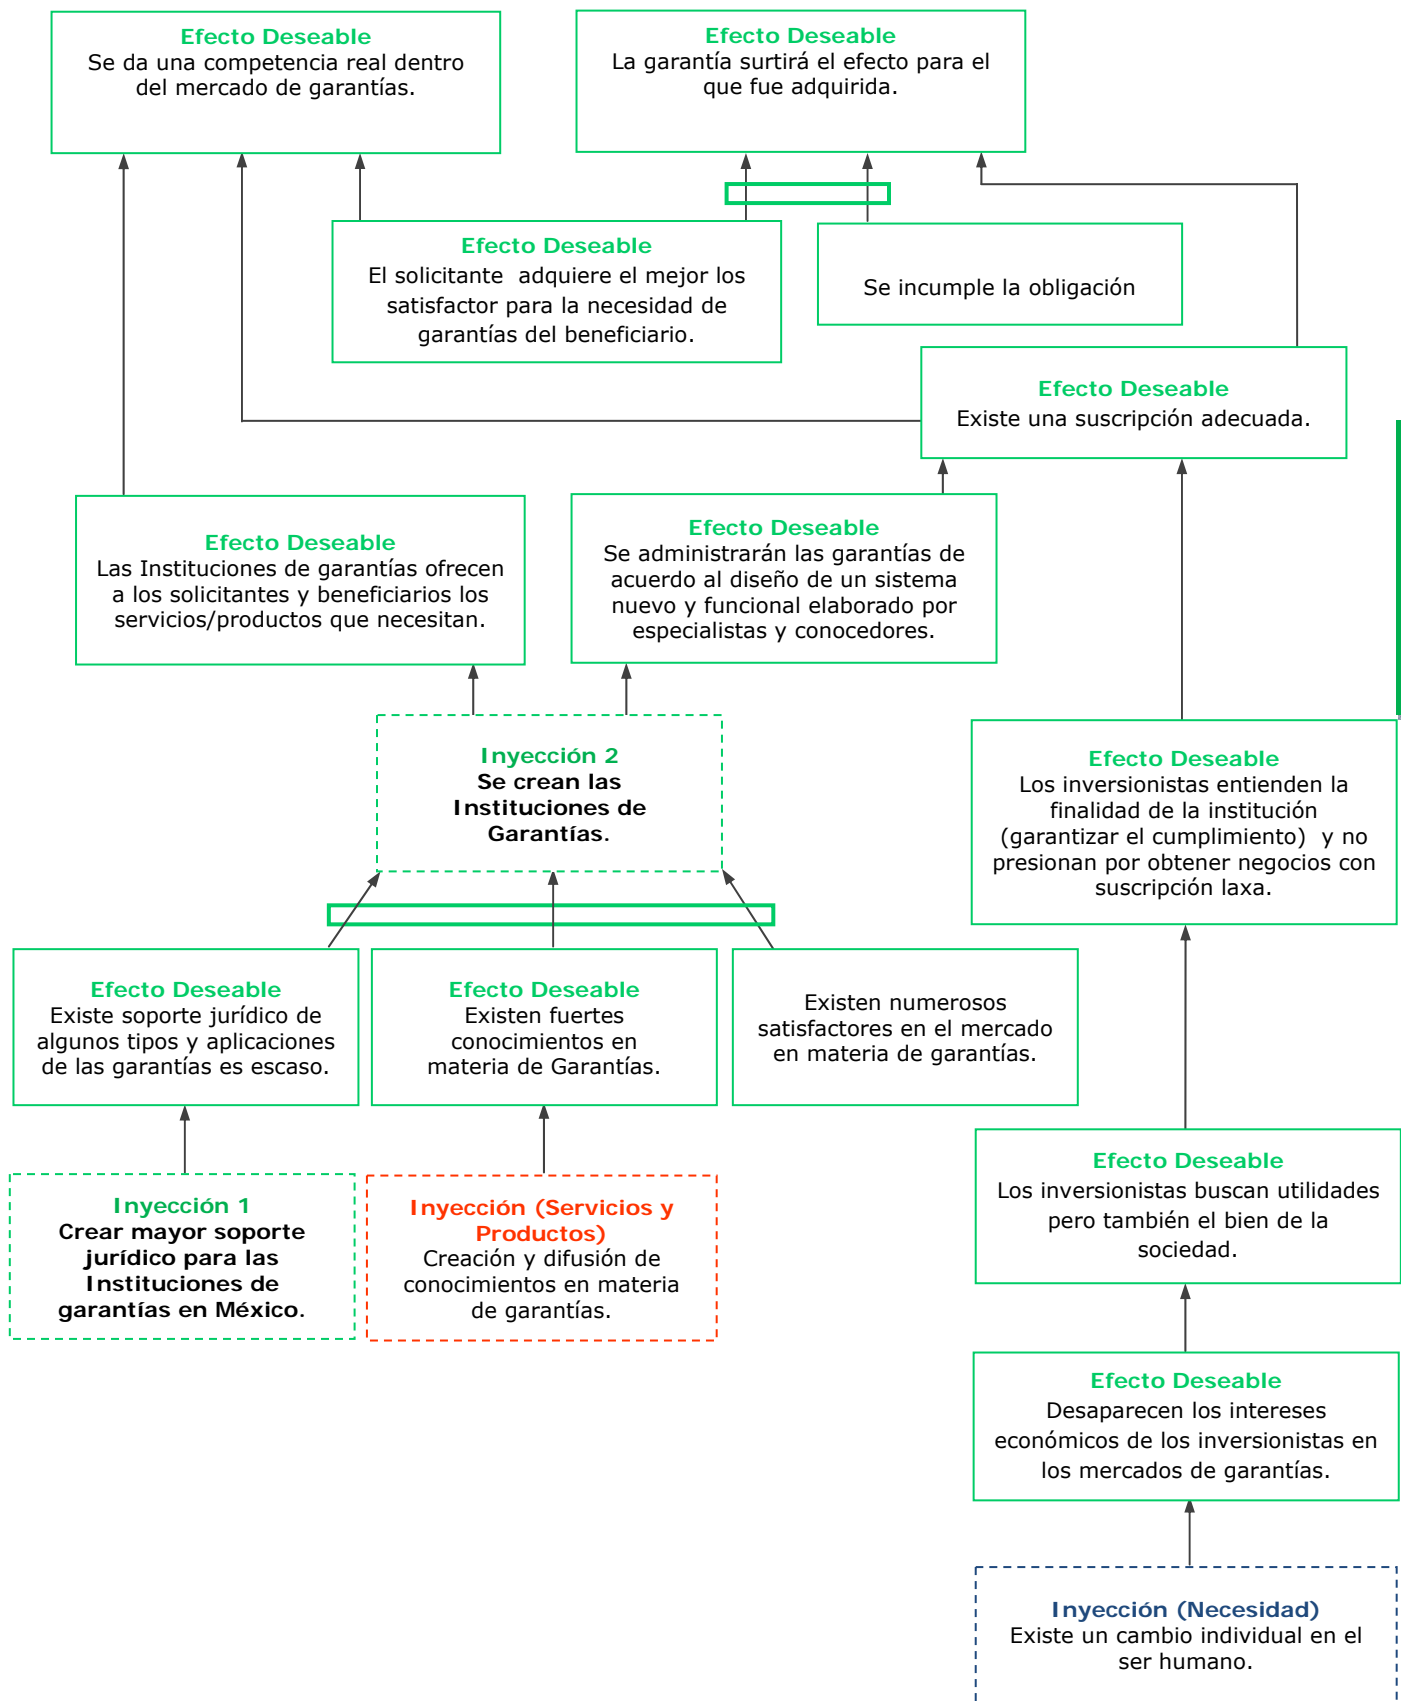 Efecto Deseable
Se da una competencia real dentro
del mercado de garantías.
Efecto Deseable
La garantía surtirá el efecto para el
que fue adquirida.
Efecto Deseable
El solicitante  adquiere el mejor los
satisfactor para la necesidad de
garantías del beneficiario.
Se incumple la obligación
Efecto Deseable
Existe una suscripción adecuada.
Efecto Deseable
Las Instituciones de garantías ofrecen
a los solicitantes y beneficiarios los
servicios/productos que necesitan.
Efecto Deseable
Se administrarán las garantías de
acuerdo al diseño de un sistema
nuevo y funcional elaborado por
especialistas y conocedores.
Inyección 2
Se crean las
Instituciones de
Garantías.
Efecto Deseable
Los inversionistas entienden la
finalidad de la institución
(garantizar el cumplimiento)  y no
presionan por obtener negocios con
suscripción laxa.
Efecto Deseable
Existe soporte jurídico de
algunos tipos y aplicaciones
de las garantías es escaso.
Efecto Deseable
Existen fuertes
conocimientos en
materia de Garantías.
Existen numerosos
satisfactores en el mercado
en materia de garantías.
Efecto Deseable
Los inversionistas buscan utilidades
pero también el bien de la
sociedad.
Inyección 1
Crear mayor soporte
jurídico para las
Instituciones de
garantías en México.
Inyección (Servicios y
Productos)
Creación y difusión de
conocimientos en materia
de garantías.
Efecto Deseable
Desaparecen los intereses
económicos de los inversionistas en
los mercados de garantías.
Inyección (Necesidad)
Existe un cambio individual en el
ser humano.